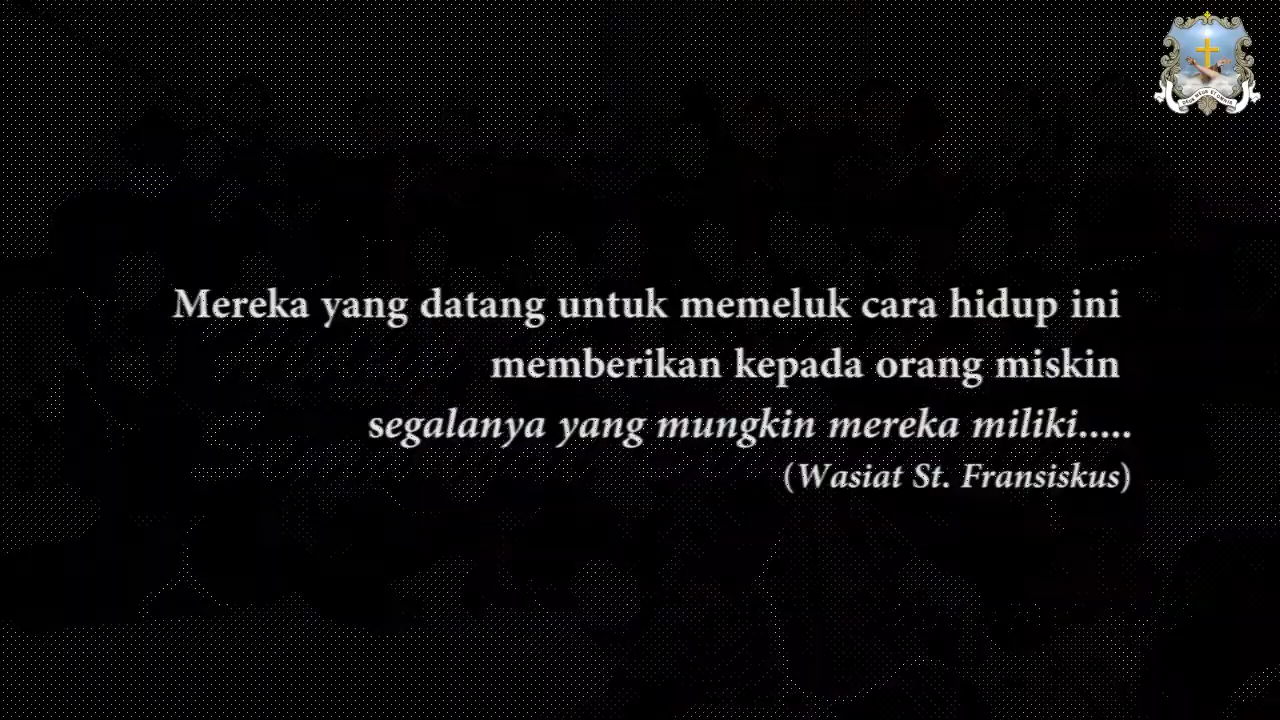 Mereka yang datang untuk memeluk cara hidup ini
memberikan kepada orang miskin
segalanya yang mungkin mereka miliki.....
(Wasiat St. Fransiskus)